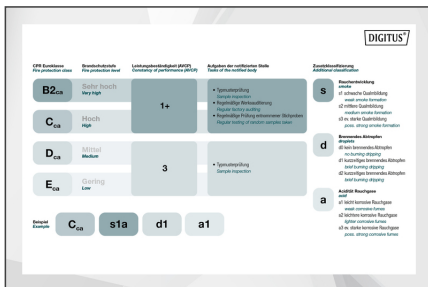 DIGITUS®
CPR Euroklasse
Fire protection class
Brandschutzstufe
Fire protection level
Leistungsbeständigkeit (AVCP)
Constancy of performance (AVCP)
Aufgaben der notifizierten Stelle
Tasks of the notified body
Zusatzklassifizierung
Additional classification
B2ca
Sehr hoch
Very high
Cca
Hoch
High
1+
• Typmusterprüfung
Sample inspection
• Regelmäßige Werksauditierung
Regular factory auditing
• Regelmäßige Prüfung entnommener Stichproben
Regular testing of random samples taken
Dca
Mittel
Medium
Eca
Gering
Low
3
• Typmusterprüfung
Sample inspection
s
Rauchentwicklung
smoke
s1 schwache Qualmbildung
weak smoke formation
s2 mittlere Qualmbildung
medium smoke formation
s3 ev. starke Qualmbildung
poss. strong smoke formation
d
Brennendes Abtropfen
droplets
d0 kein brennendes Abtropfen
no burning dripping
d1 kurzzeitiges brennendes Abtropfen
brief burning dripping
d2 kurzzeitiges brennendes Abtropfen
brief burning dripping
a
Acidität Rauchgase
acid
a1 leicht korrosive Rauchgase
weak corrosive fumes
a2 leichtere korrosive Rauchgase
lighter corrosive fumes
a3 ev. starke korrosive Rauchgase
poss. strong corrosive fumes
Beispiel
Example
Cca
s1a
d1
a1